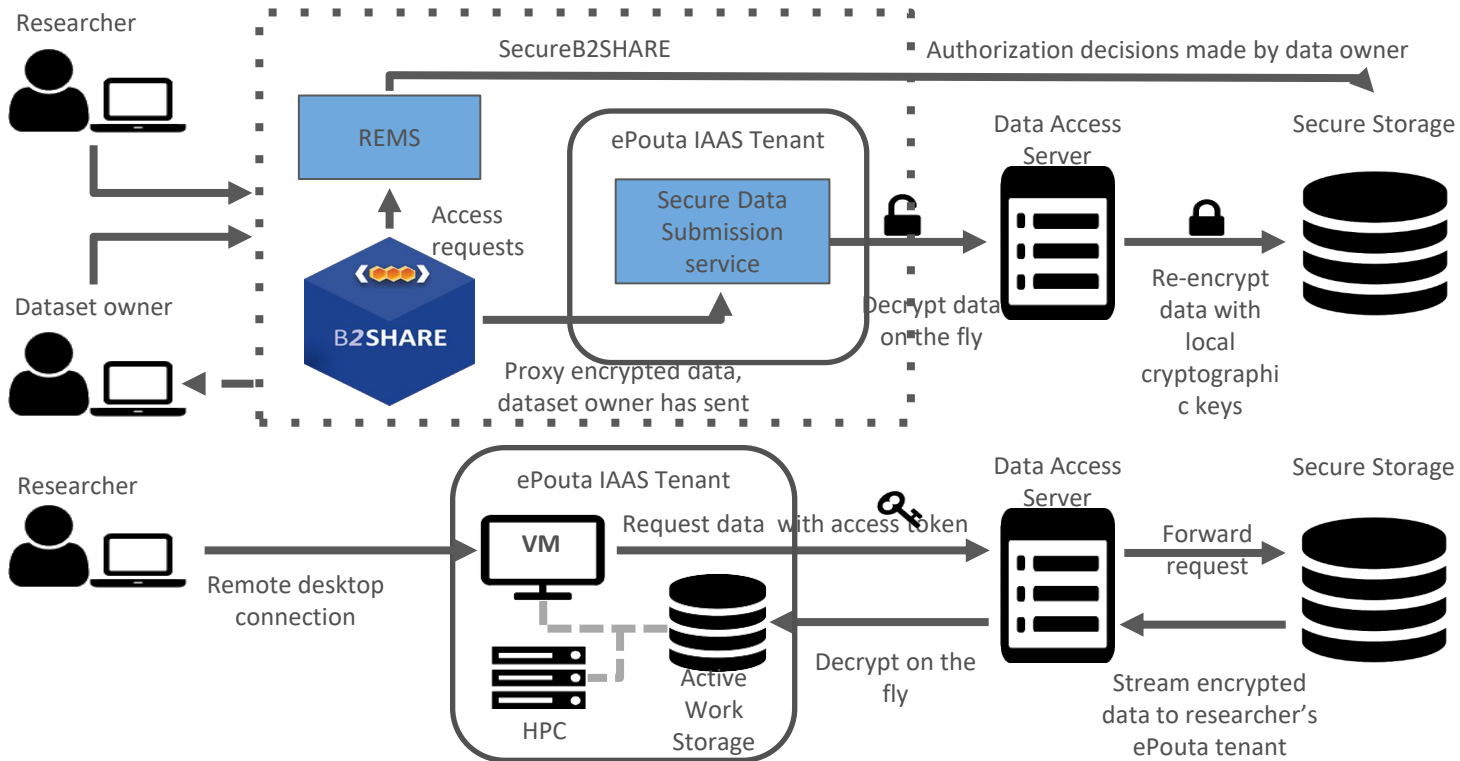 Researcher
SecureB2SHARE
Authorization decisions made by data owner
REMS
ePouta IAAS Tenant
Data Access
Server
Secure Storage
Access
requests
Secure Data
Submission
service
Dataset owner
B2SHARE
Decrypt data
on the fly
Re-encrypt
data with
local
cryptographi
c keys
Proxy encrypted data,
dataset owner has sent
Researcher
ePouta IAAS Tenant
Data Access
Server
Secure Storage
VM
Request data with access token
Forward
request
Remote desktop
connection
Decrypt on the
fly
HPC
Active
Work
Storage
Stream encrypted
data to researcher’s
ePouta tenant